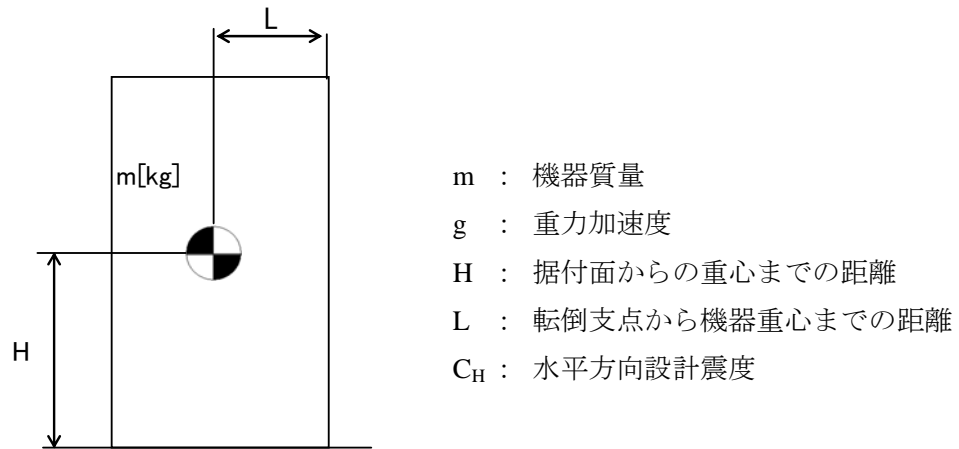 L
m[kg]
H
m : 機器質量
g : 重力加速度
H : 据付面からの重心までの距離
L : 転倒支点から機器重心までの距離
C_H : 水平方向設計震度